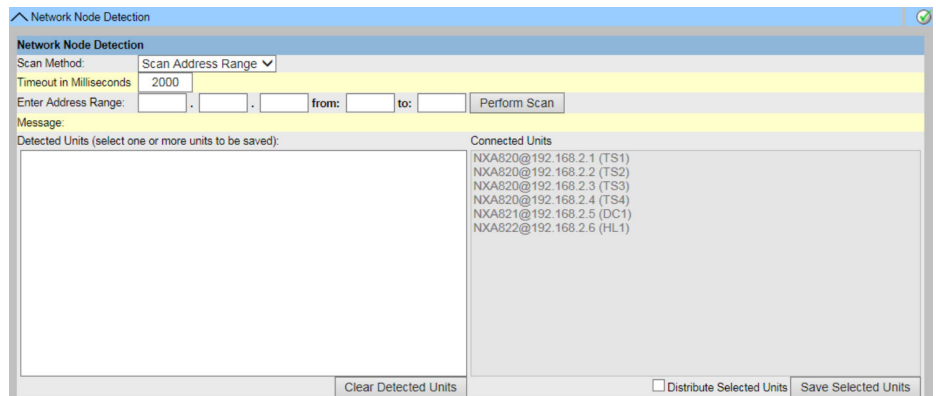 Network Node Detection
Network Node Detection
Scan Method: Scan Address Range
Timeout in Milliseconds 2000
Enter Address Range: . . from: to: Perform Scan
Message:
Detected Units (select one or more units to be saved): Connected Units
NXA820@192.168.2.1 (TS1)
NXA820@192.168.2.2 (TS2)
NXA820@192.168.2.3 (TS3)
NXA820@192.168.2.4 (TS4)
NXA821@192.168.2.5 (DC1)
NXA822@192.168.2.6 (HL1)
Clear Detected Units Distribute Selected Units Save Selected Units